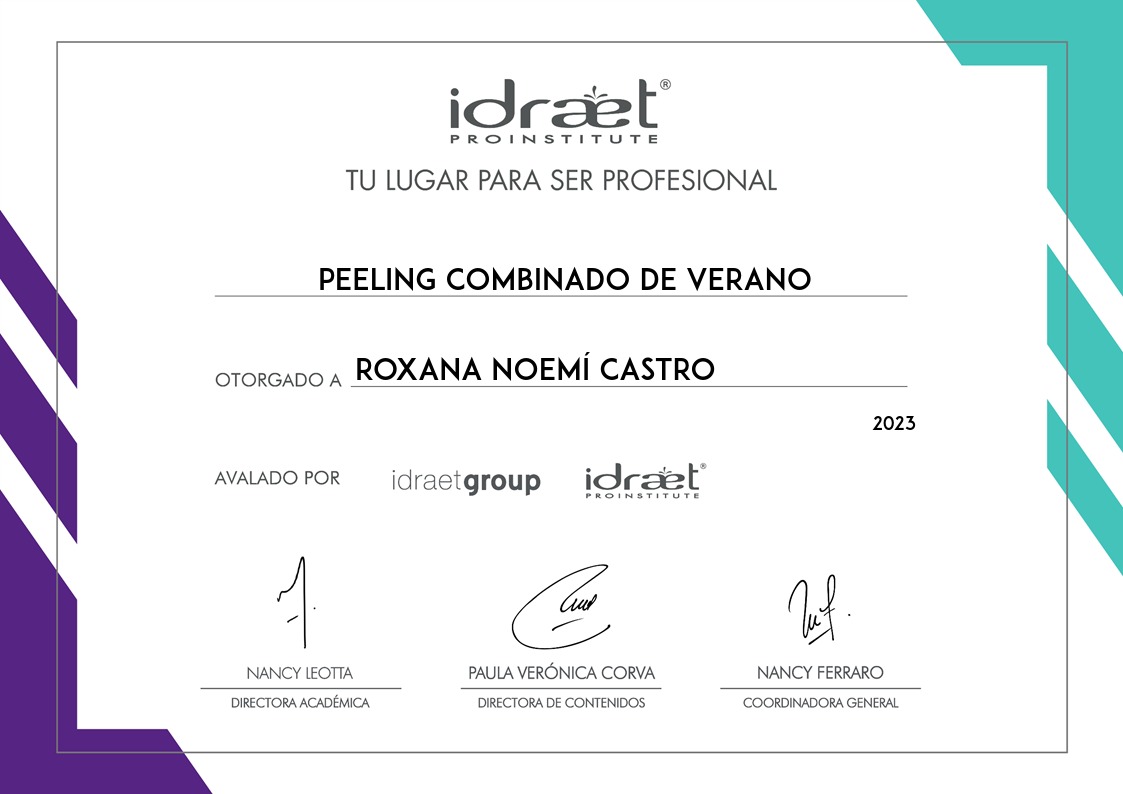 idraet®
PROINSTITUTE
TU LUGAR PARA SER PROFESIONAL
PEELING COMBINADO DE VERANO
OTORGADO A ROXANA NOEMÍ CASTRO
2023
AVALADO POR idraetgroup idraet®
PROINSTITUTE
NANCY LEOTTA PAULA VERÓNICA CORVA NANCY FERRARO
DIRECTORA ACADÉMICA DIRECTORA DE CONTENIDOS COORDINADORA GENERAL